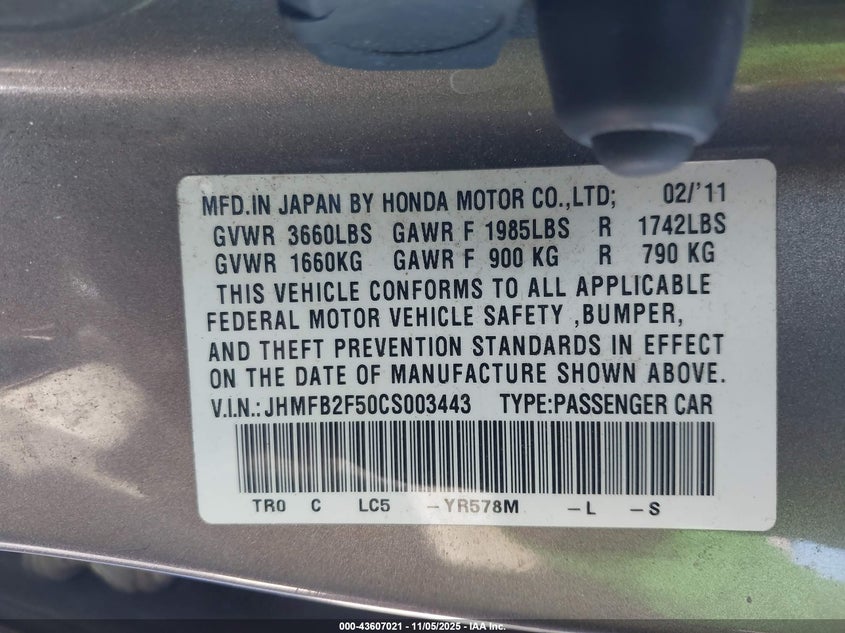 MFD.IN JAPAN BY HONDA MOTOR CO.,LTD; 02/'11
GVWR 3660LBS GAWR F 1985LBS R 1742LBS
GVWR 1660KG GAWR F 900 KG R 790 KG
THIS VEHICLE CONFORMS TO ALL APPLICABLE
FEDERAL MOTOR VEHICLE SAFETY ,BUMPER,
AND THEFT PREVENTION STANDARDS IN EFFECT
ON THE DATE OF MANUFACTURE SHOWN ABOVE.
V.I.N.: JHMFB2F50CS003443 TYPE:PASSENGER CAR
TR0 C LC5 -YR578M -L -S
000-43607021 - 11/05/2025 - IAA Inc.